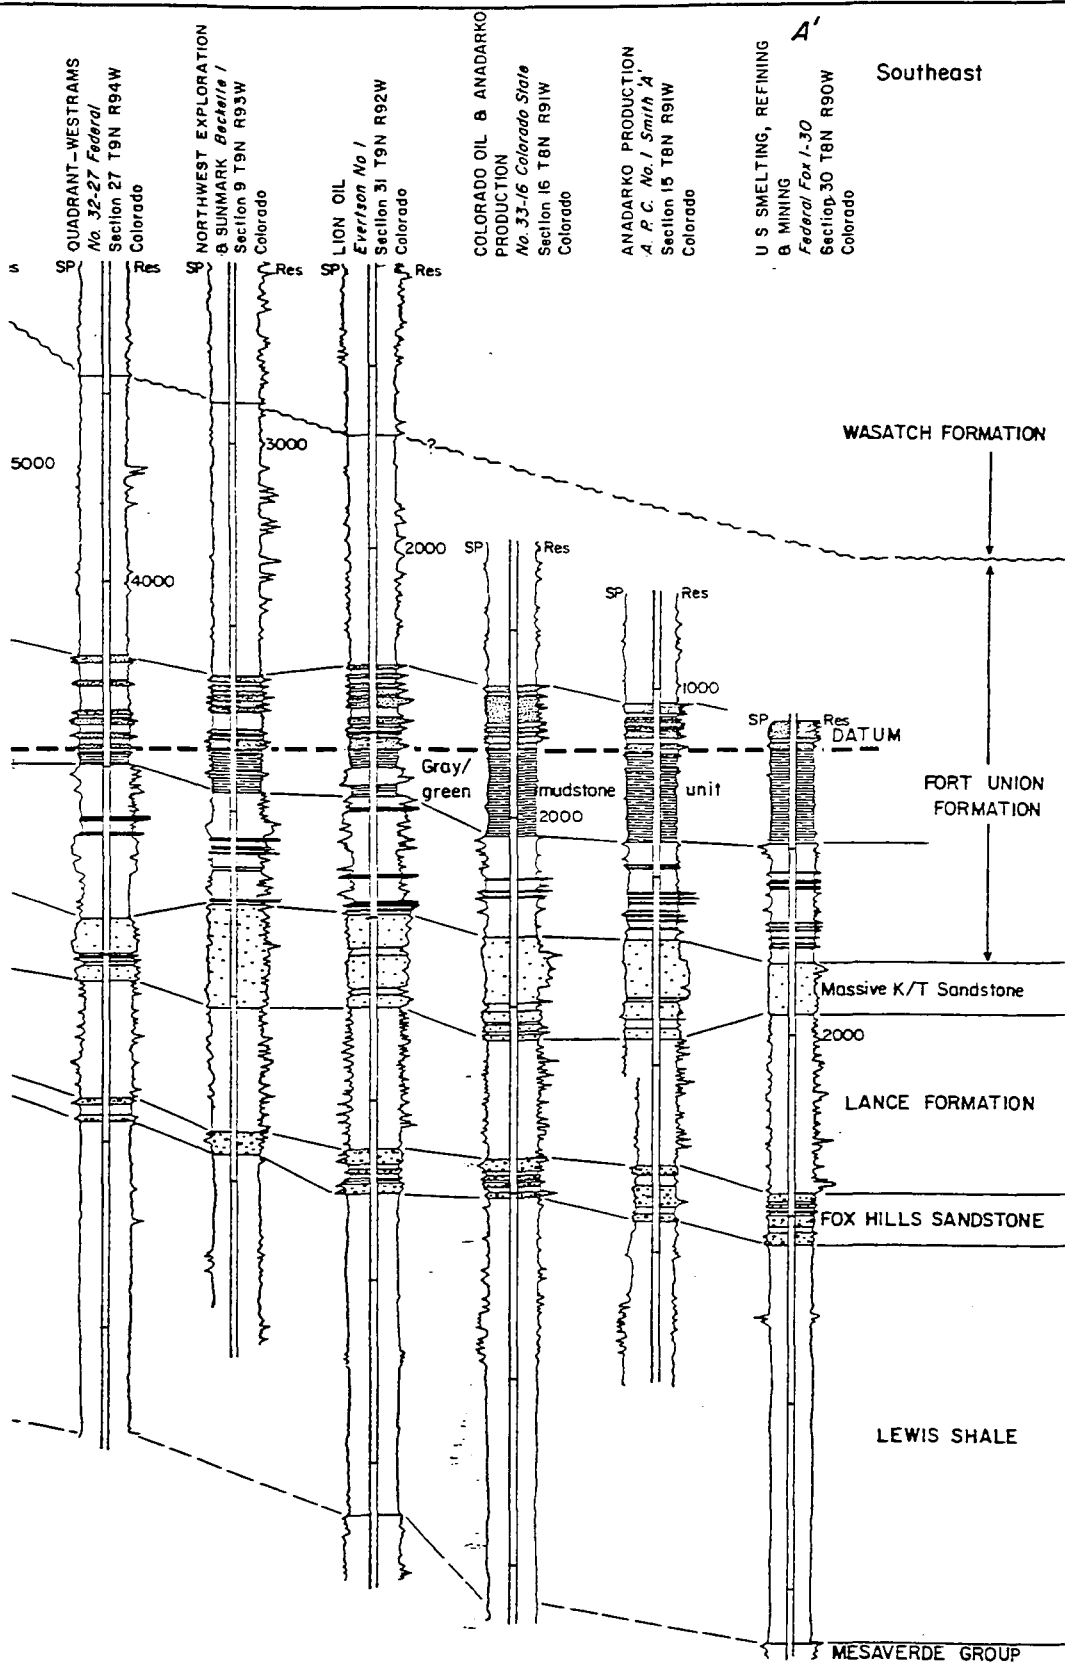 A'
Southeast
QUADRANT-WESTRAMS
No. 32-27 Federal
Section 27 T9N R94W
Colorado
NORTHWEST EXPLORATION
& SUNMARK Beckette 1
Section 9 T9N R93W
Colorado
LION OIL
Evertson No 1
Section 31 T9N R92W
Colorado
COLORADO OIL & ANADARKO
PRODUCTION
No. 33-16 Colorado State
Section 16 T8N R91W
Colorado
ANADARKO PRODUCTION
A. P. C. No. 1 Smith 'A'
Section 15 T8N R91W
Colorado
U S SMELTING, REFINING
& MINING
Federal Fox 1-30
Section 30 T8N R90W
Colorado
s SP Res SP Res SP Res
WASATCH FORMATION
3000
?
5000
2000 SP Res
4000
SP Res
1000
SP Res
DATUM
Gray/
green mudstone unit
2000
FORT UNION
FORMATION
Massive K/T Sandstone
2000
LANCE FORMATION
FOX HILLS SANDSTONE
LEWIS SHALE
MESAVERDE GROUP